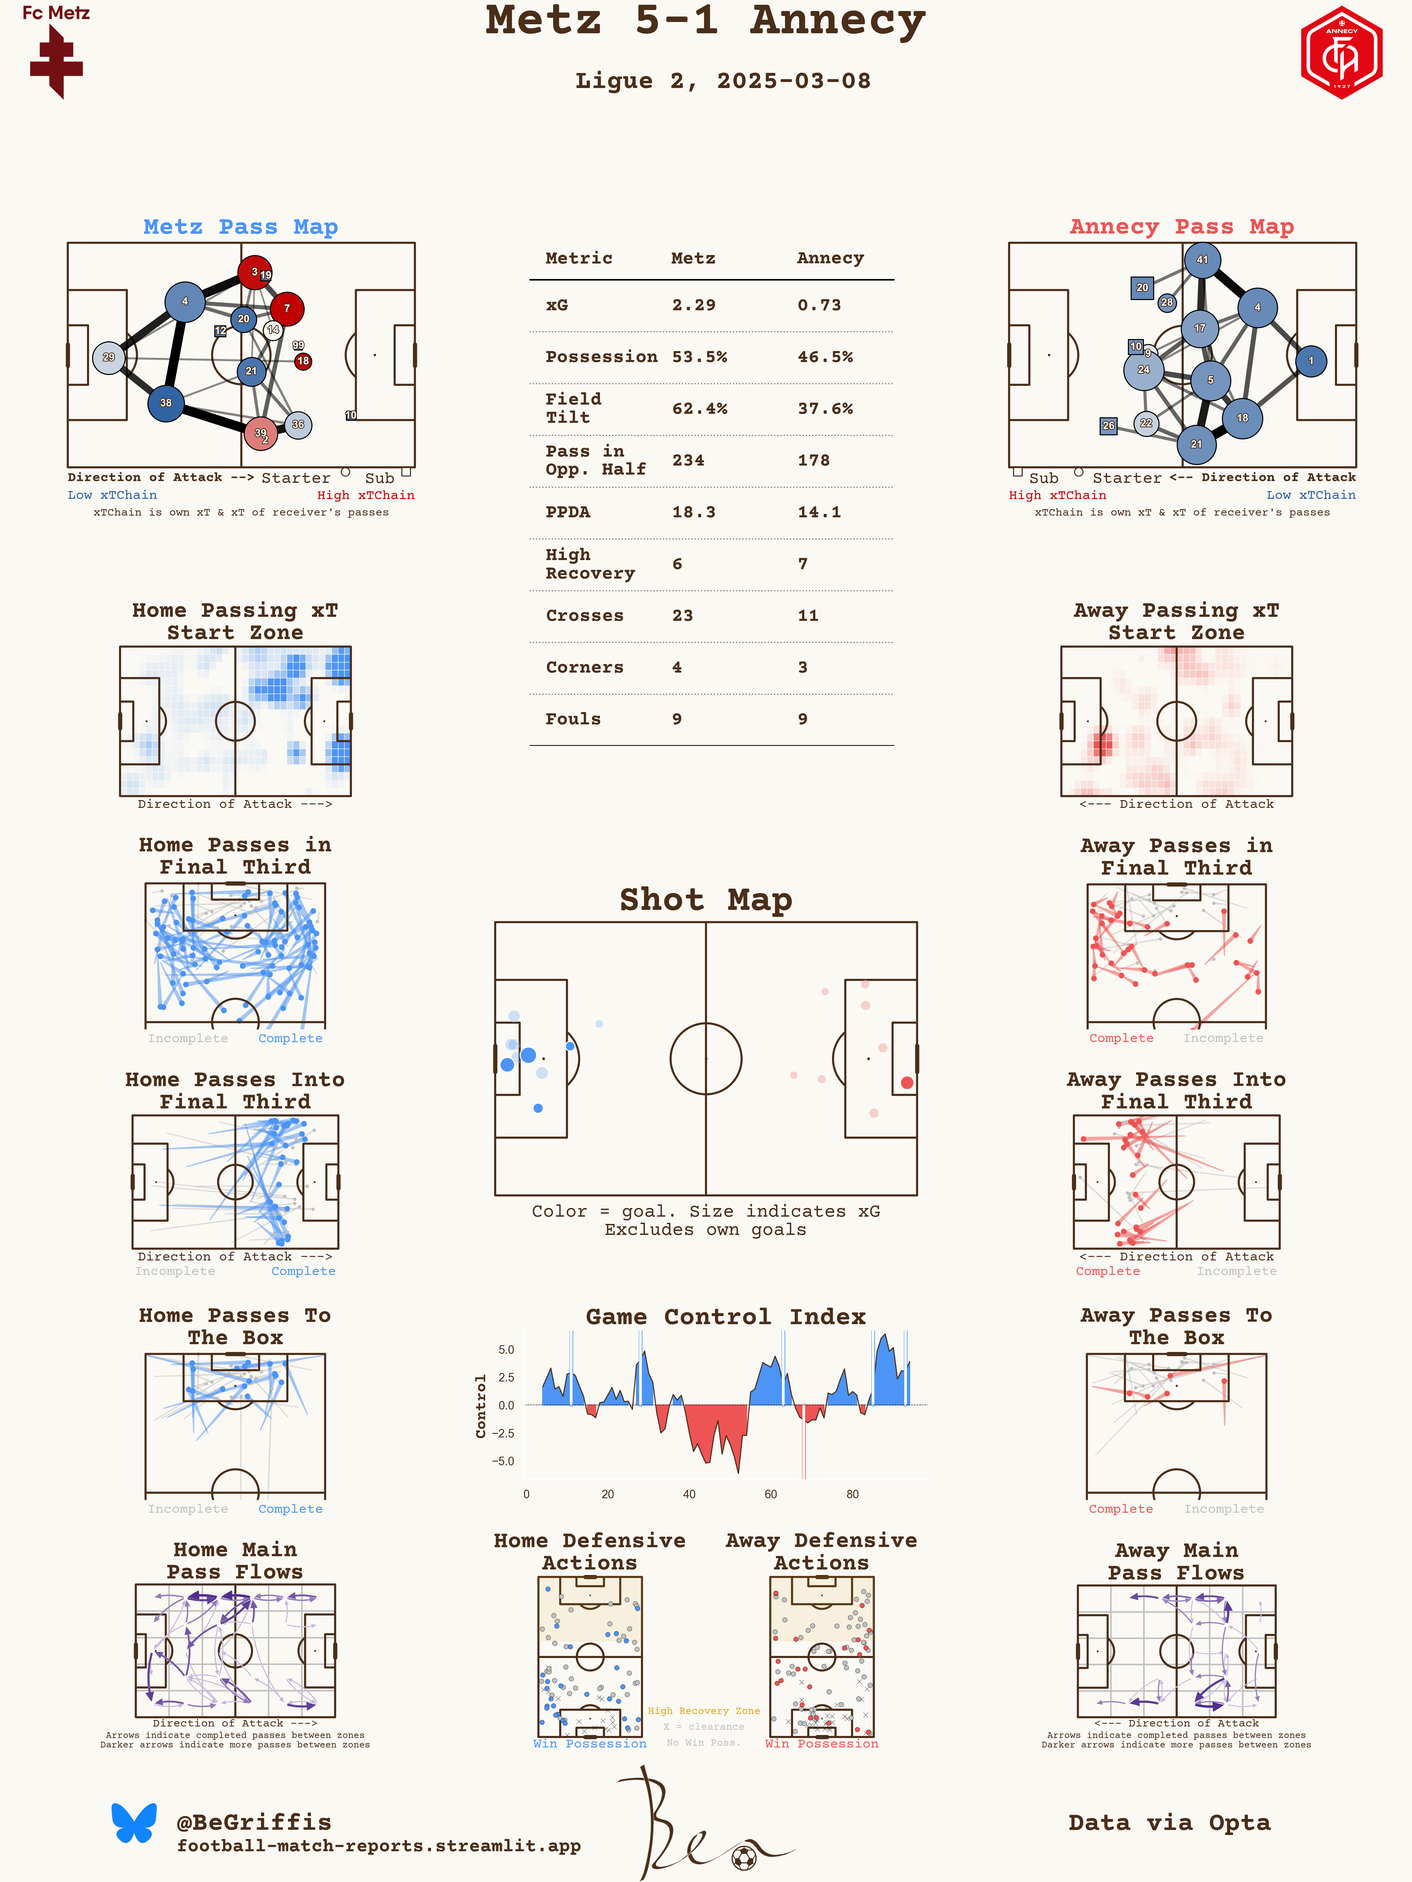 Fc Metz
Metz 5-1 Annecy
ANNECY
FCA
1927
Ligue 2, 2025-03-08
Metz Pass Map
3
19
4
7
20
14
12
99
18
29
21
38
10
39
2
36
Direction of Attack --> Starter Sub
Low xTChain High xTChain
xTChain is own xT & xT of receiver's passes
Metric Metz Annecy
xG 2.29 0.73
Possession 53.5% 46.5%
Field
Tilt 62.4% 37.6%
Pass in
Opp. Half 234 178
PPDA 18.3 14.1
High
Recovery 6 7
Crosses 23 11
Corners 4 3
Fouls 9 9
Annecy Pass Map
41
20
28
4
17
10
9
24
1
5
26
22
18
21
Sub Starter <-- Direction of Attack
High xTChain Low xTChain
xTChain is own xT & xT of receiver's passes
Home Passing xT
Start Zone
Direction of Attack --->
Away Passing xT
Start Zone
<--- Direction of Attack
Home Passes in
Final Third
Incomplete Complete
Shot Map
Color = goal. Size indicates xG
Excludes own goals
Away Passes in
Final Third
Complete Incomplete
Home Passes Into
Final Third
Direction of Attack --->
Incomplete Complete
Away Passes Into
Final Third
<--- Direction of Attack
Complete Incomplete
Home Passes To
The Box
Incomplete Complete
Game Control Index
Control
5.0
2.5
0.0
−2.5
−5.0
0 20 40 60 80
Away Passes To
The Box
Complete Incomplete
Home Main
Pass Flows
Direction of Attack --->
Arrows indicate completed passes between zones
Darker arrows indicate more passes between zones
Home Defensive
Actions
Win Possession
High Recovery Zone
X = clearance
No Win Poss.
Away Defensive
Actions
Win Possession
Away Main
Pass Flows
<--- Direction of Attack
Arrows indicate completed passes between zones
Darker arrows indicate more passes between zones
@BeGriffis
football-match-reports.streamlit.app
Ben
Data via Opta